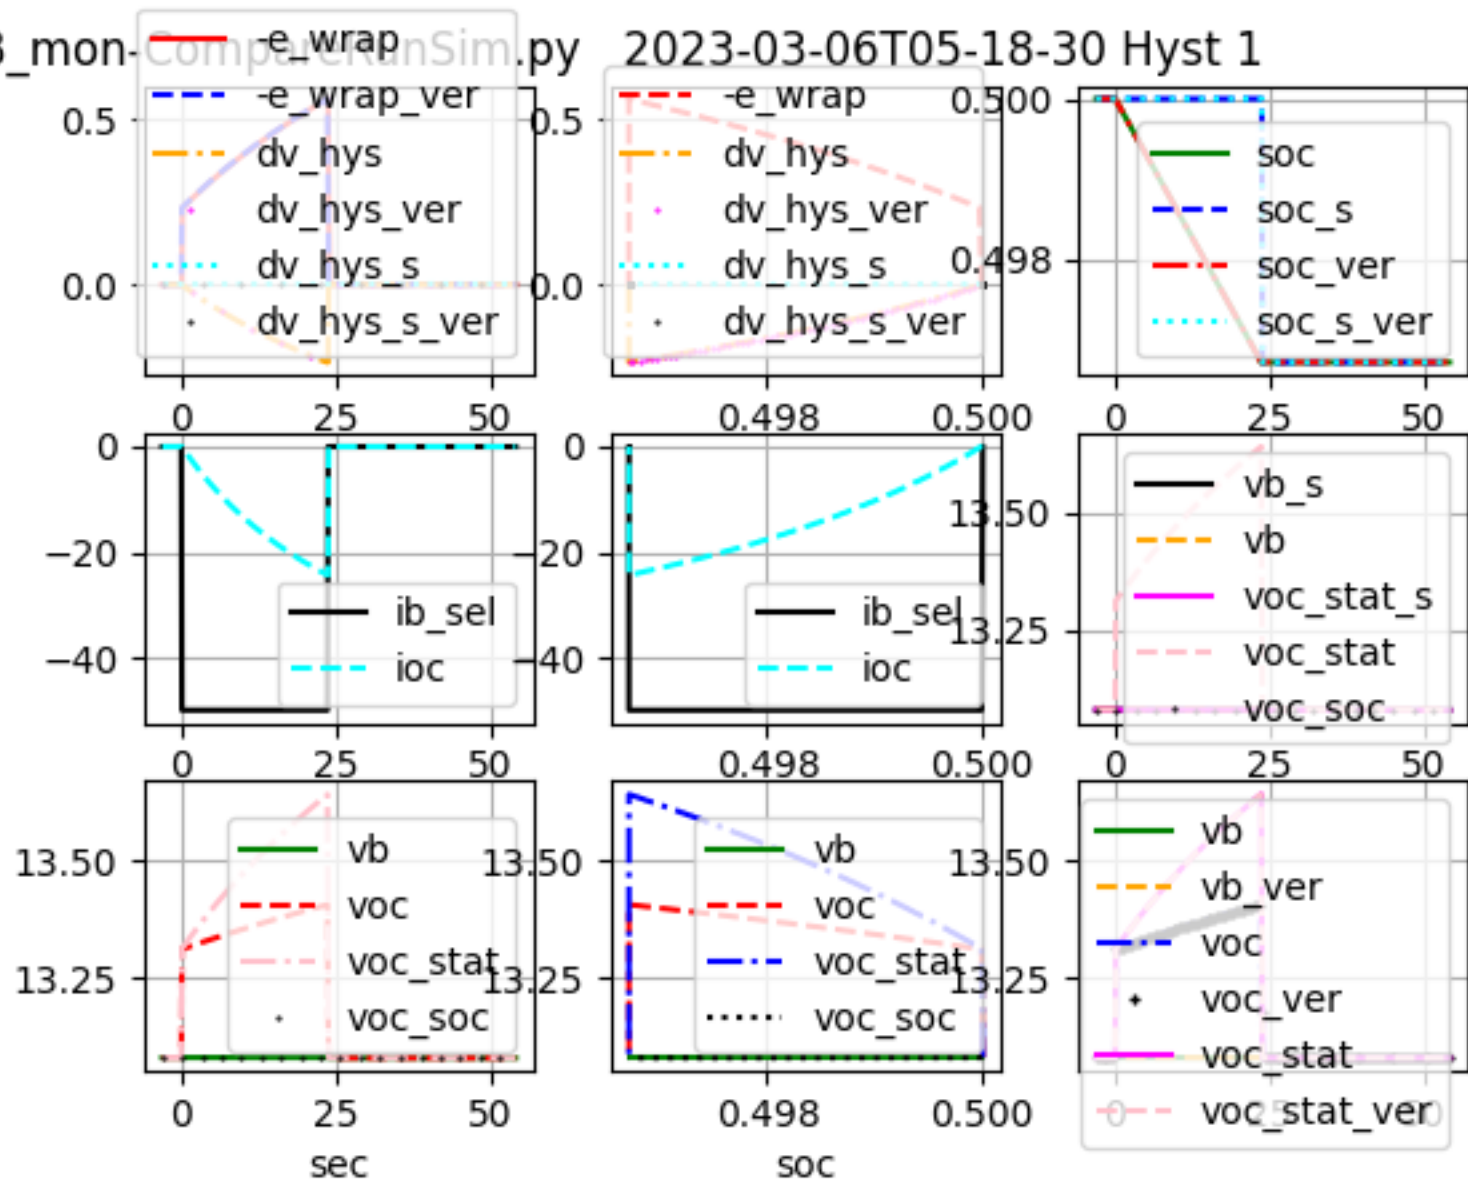 3_mon-CompareRunSim.py 2023-03-06T05-18-30 Hyst 1
-e_wrap
-e_wrap_ver
dv_hys
dv_hys_ver
dv_hys_s
dv_hys_s_ver
0.5
0.0
0 25 50
-e_wrap
dv_hys
dv_hys_ver
dv_hys_s
dv_hys_s_ver
0.5
0.0
0.498 0.500
0.500
0.498
soc
soc_s
soc_ver
soc_s_ver
0 25 50
0
−20
−40
ib_sel
ioc
0 25 50
0
−20
−40
ib_sel
ioc
0.498 0.500
13.50
13.25
vb_s
vb
voc_stat_s
voc_stat
voc_soc
0 25 50
13.50
13.25
vb
voc
voc_stat
voc_soc
0 25 50
sec
13.50
13.25
vb
voc
voc_stat
voc_soc
0.498 0.500
soc
13.50
13.25
vb
vb_ver
voc
voc_ver
voc_stat
voc_stat_ver
0 25 50